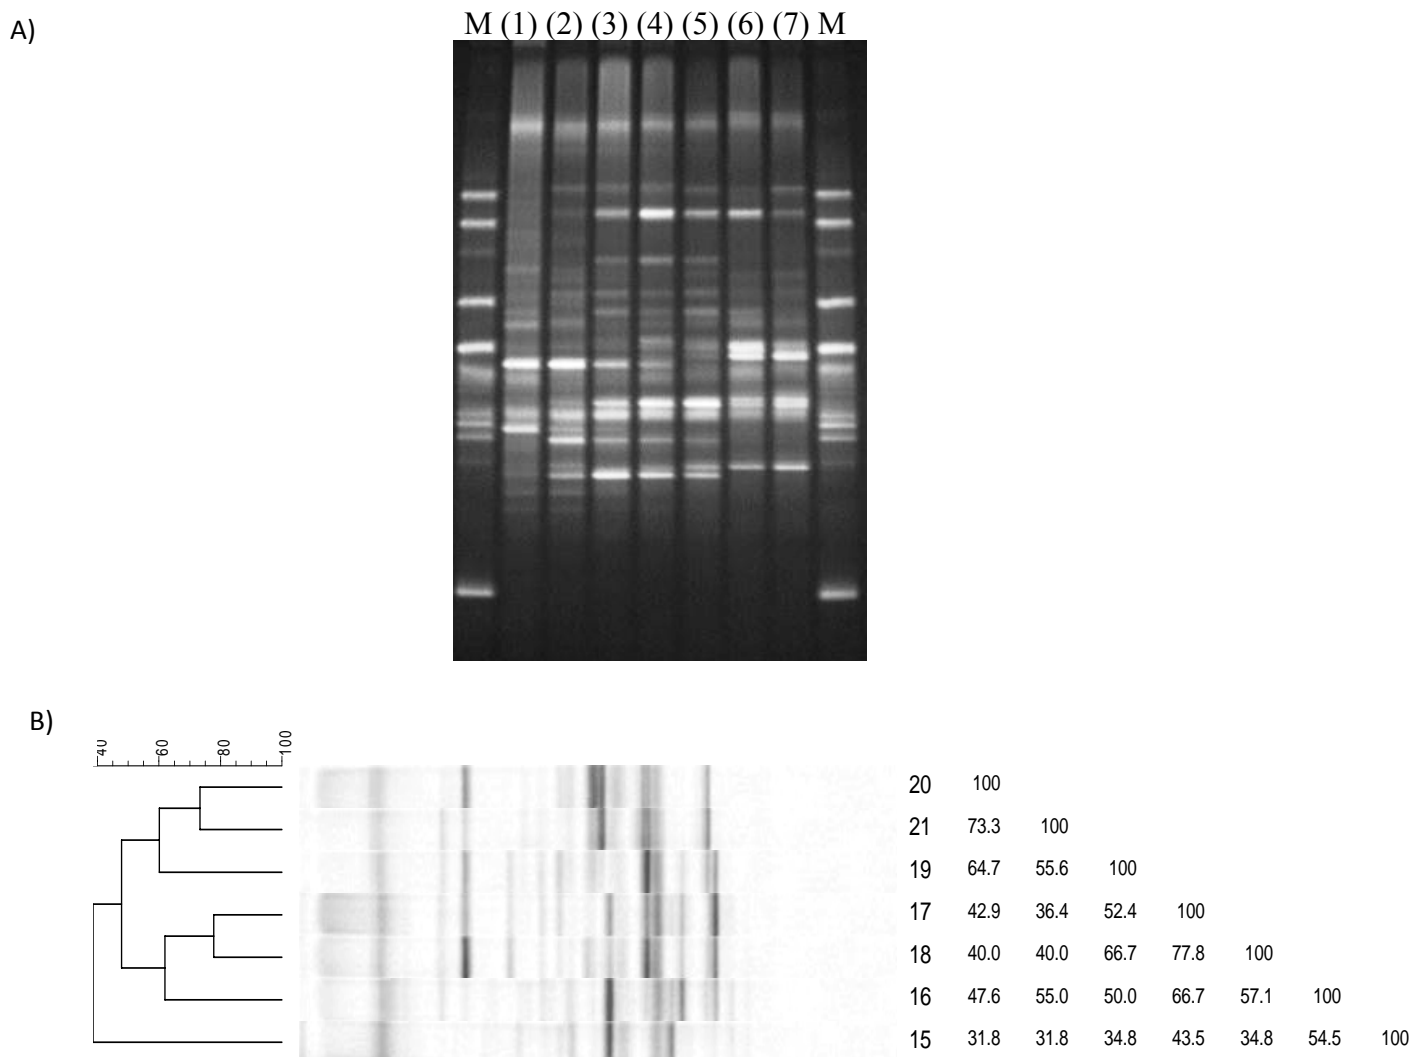 A)
M (1) (2) (3) (4) (5) (6) (7) M
B)
40 60 80 100
20 100
21 73.3 100
19 64.7 55.6 100
17 42.9 36.4 52.4 100
18 40.0 40.0 66.7 77.8 100
16 47.6 55.0 50.0 66.7 57.1 100
15 31.8 31.8 34.8 43.5 34.8 54.5 100